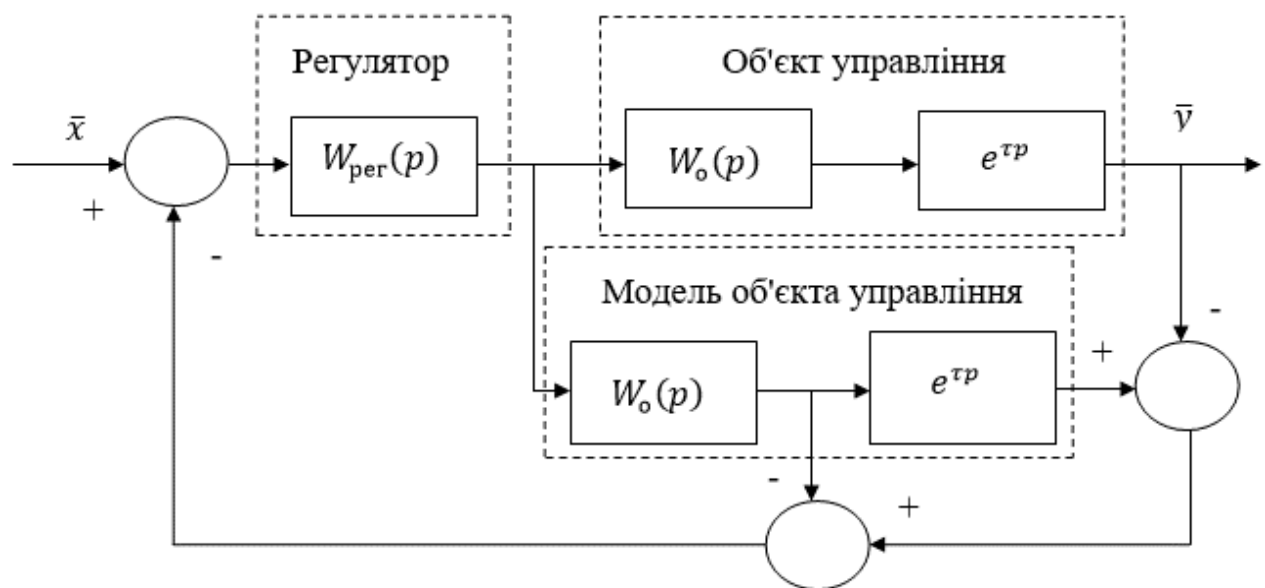 Регулятор
Об'єкт управління
x̄
ȳ
W_рег(p)
W_о(p)
e^{τp}
+
-
Модель об'єкта управління
-
+
W_о(p)
e^{τp}
-
+